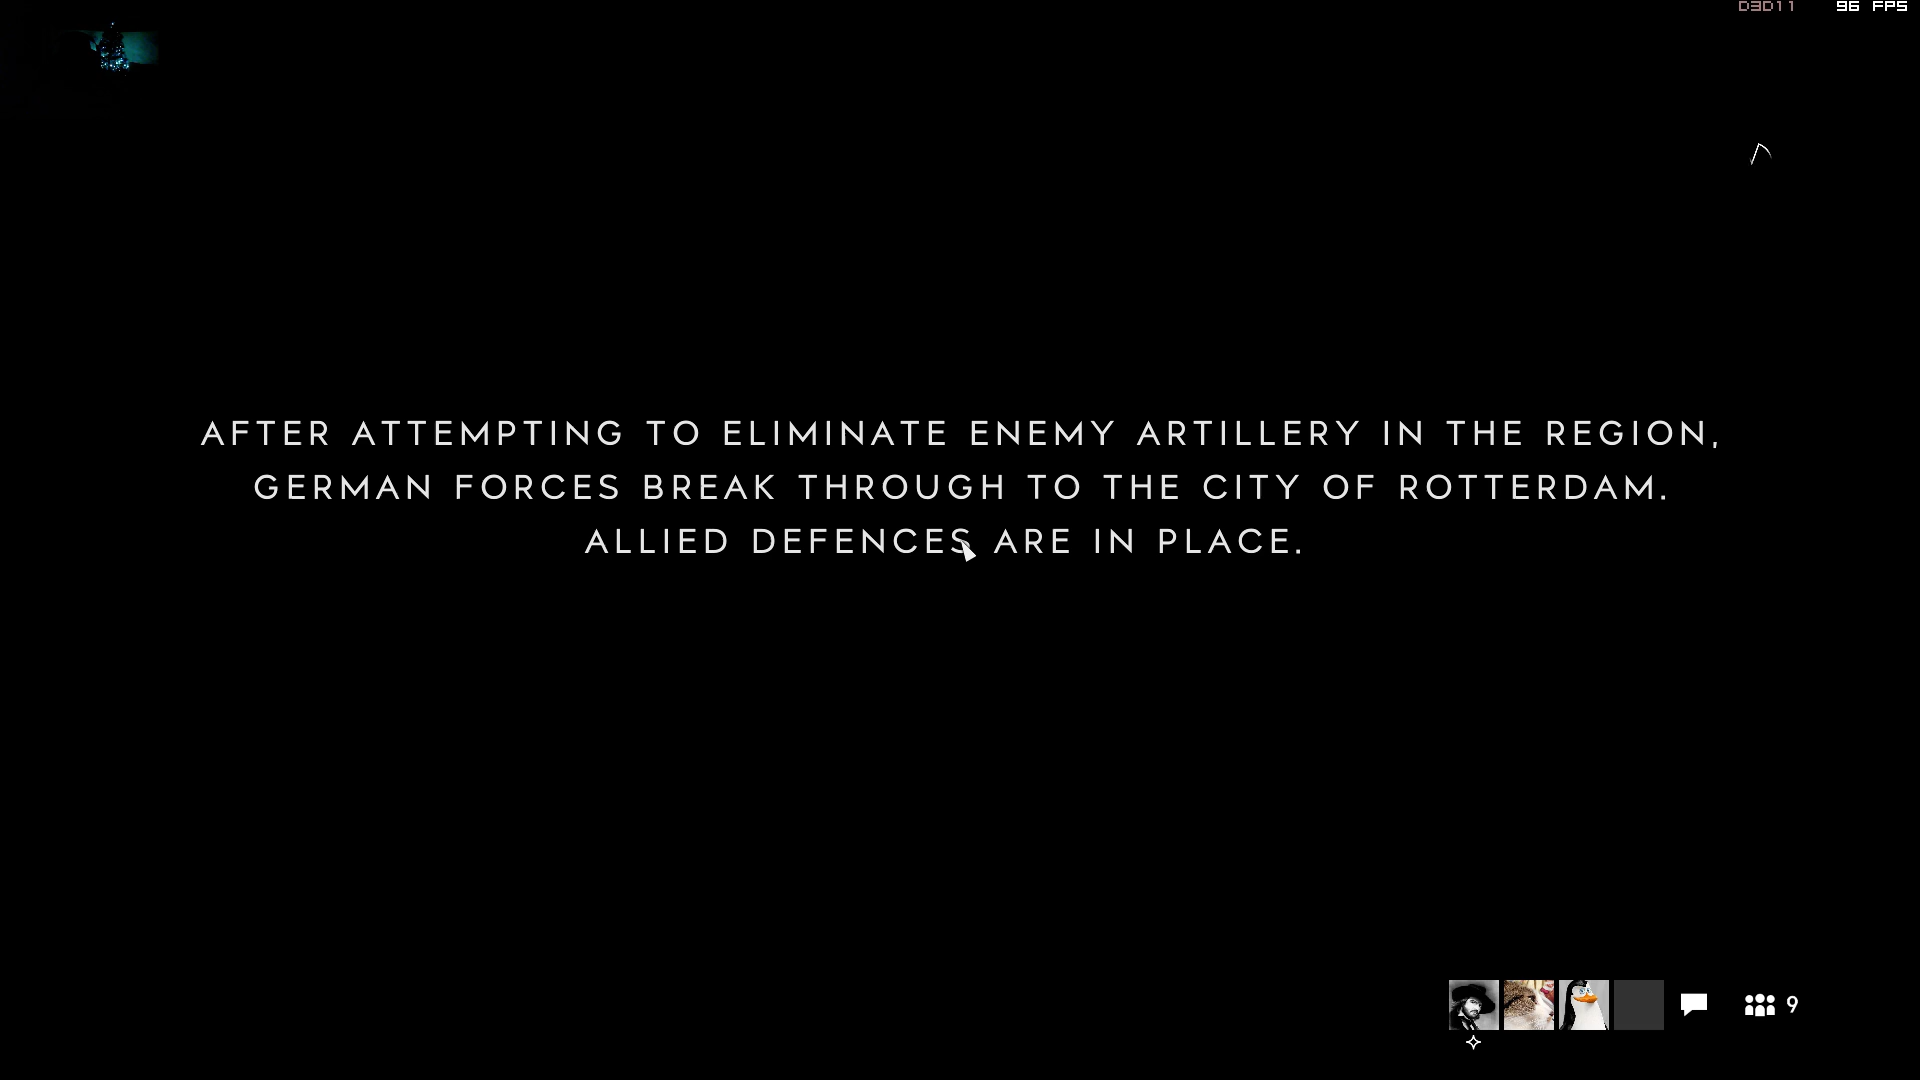 D3D11 96 FPS
AFTER ATTEMPTING TO ELIMINATE ENEMY ARTILLERY IN THE REGION,
GERMAN FORCES BREAK THROUGH TO THE CITY OF ROTTERDAM.
ALLIED DEFENCES ARE IN PLACE.
9